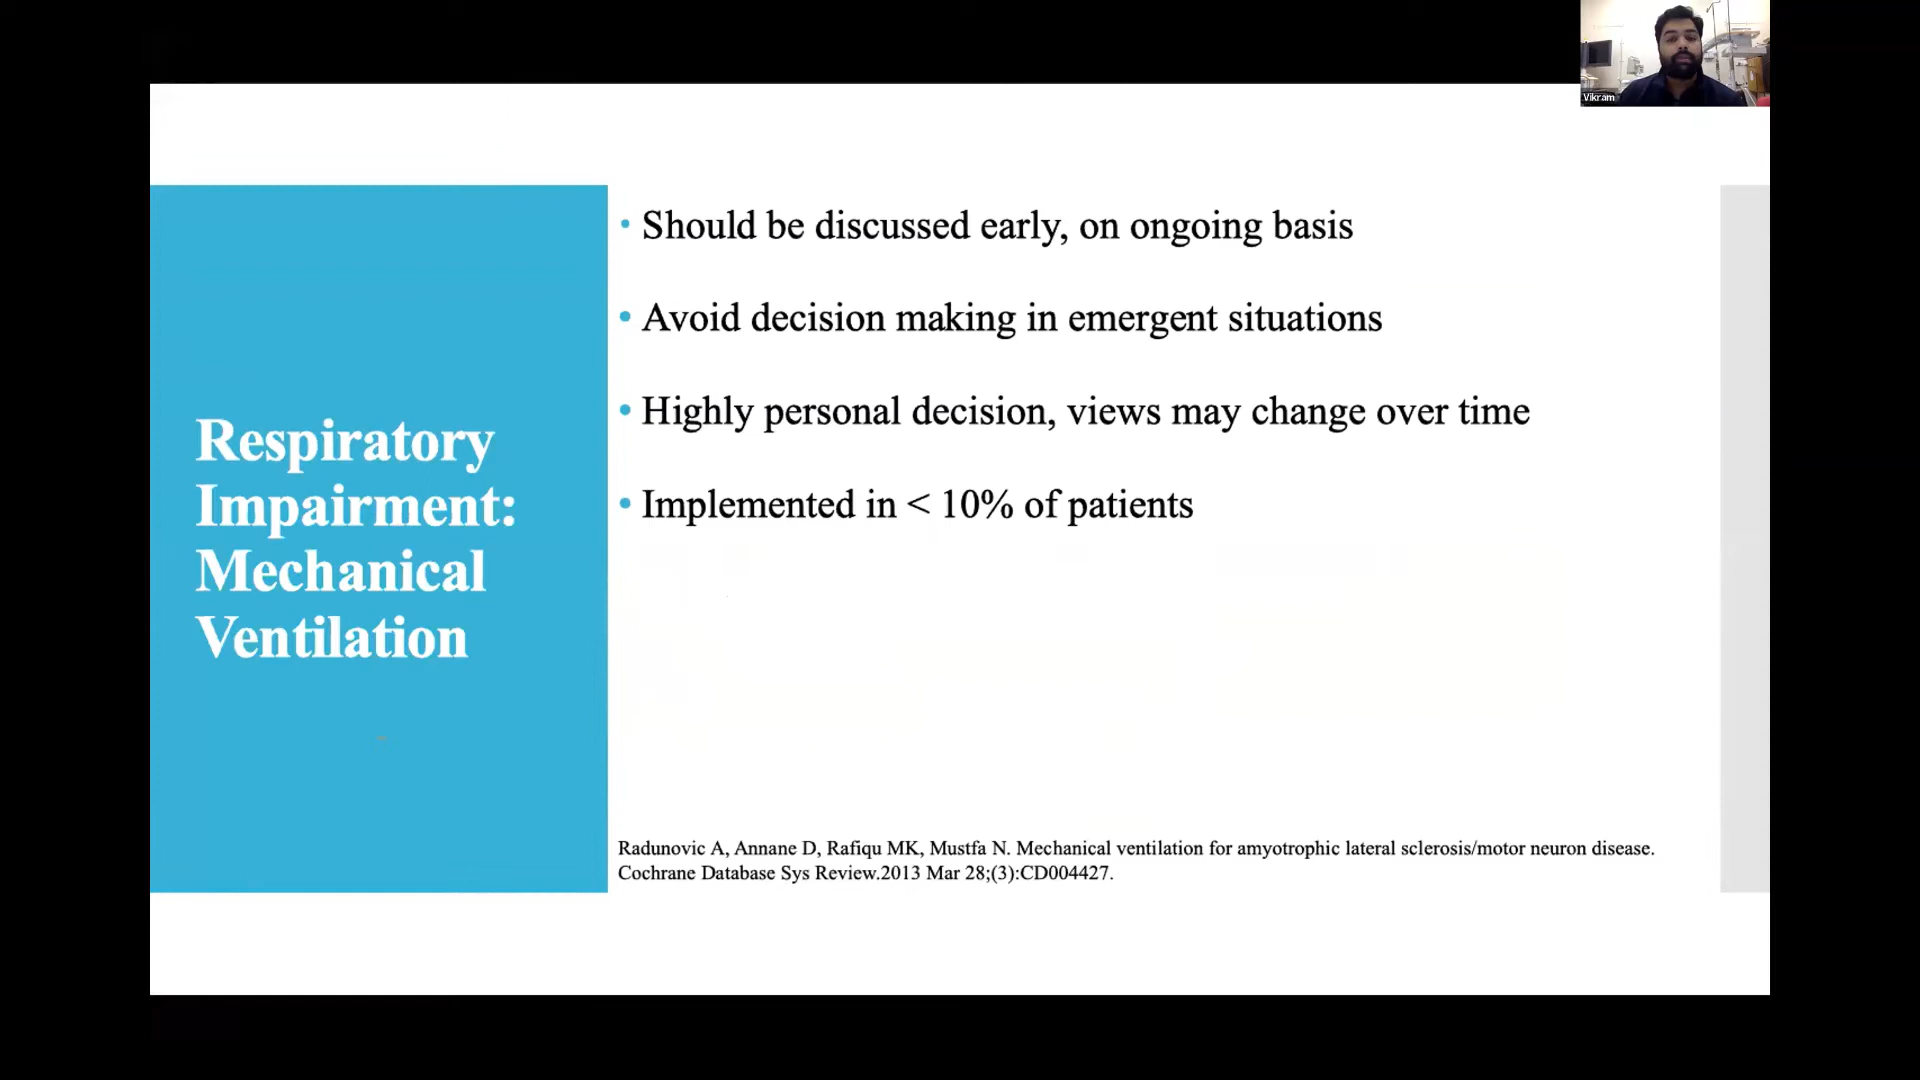 Vikram
Respiratory
Impairment:
Mechanical
Ventilation
• Should be discussed early, on ongoing basis
• Avoid decision making in emergent situations
• Highly personal decision, views may change over time
• Implemented in < 10% of patients
Radunovic A, Annane D, Rafiqu MK, Mustfa N. Mechanical ventilation for amyotrophic lateral sclerosis/motor neuron disease.
Cochrane Database Sys Review.2013 Mar 28;(3):CD004427.